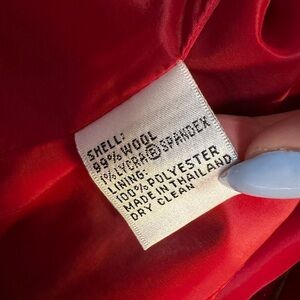 SHELL:
99% WOOL
1% LYCRA® SPANDEX
LINING:
100% POLYESTER
MADE IN THAILAND
DRY CLEAN